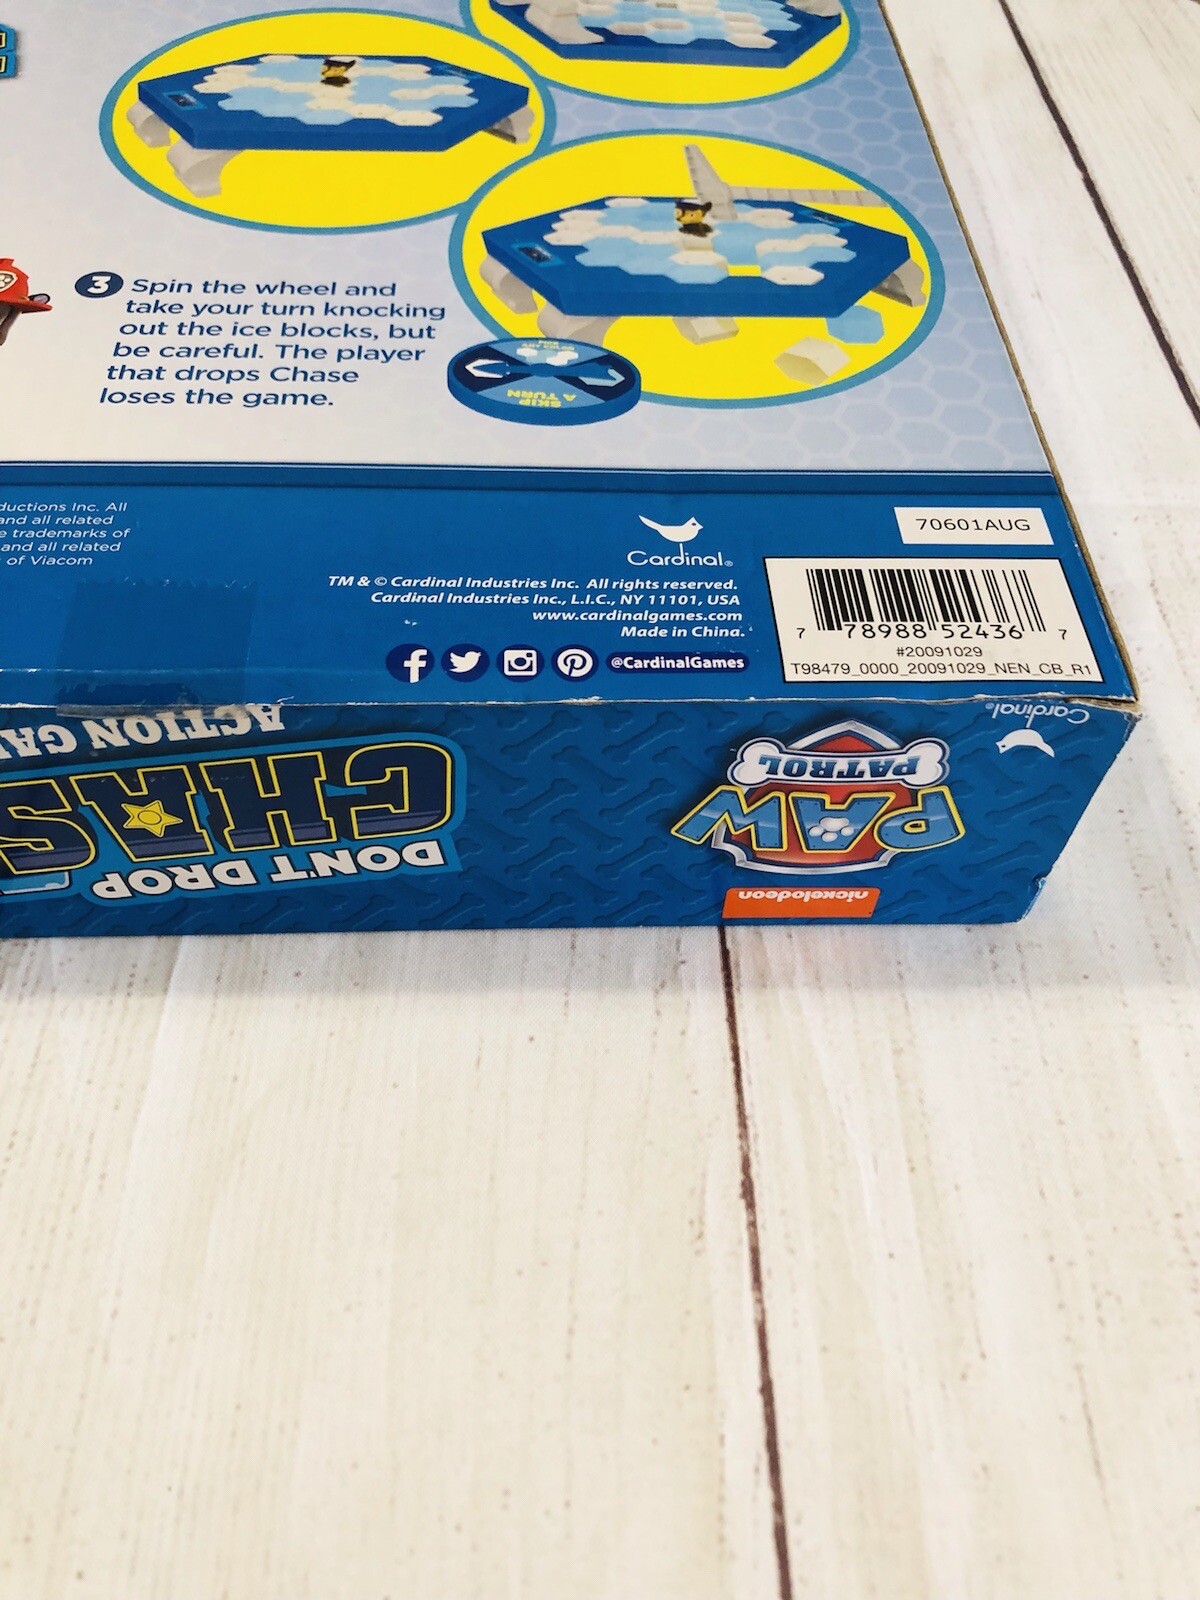 3 Spin the wheel and
take your turn knocking
out the ice blocks, but
be careful. The player
that drops Chase
loses the game.
SKIP
A TURN
ductions Inc. All
and all related
e trademarks of
and all related
of Viacom
Cardinal®
TM & © Cardinal Industries Inc. All rights reserved.
Cardinal Industries Inc., L.I.C., NY 11101, USA
www.cardinalgames.com
Made in China.
@CardinalGames
70601AUG
7 78988 52436 7
#20091029
T98479_0000_20091029_NEN_CB_R1
Cardinal®
nickelodeon
PAW
PATROL
DON'T DROP
CHAS
ACTION GA